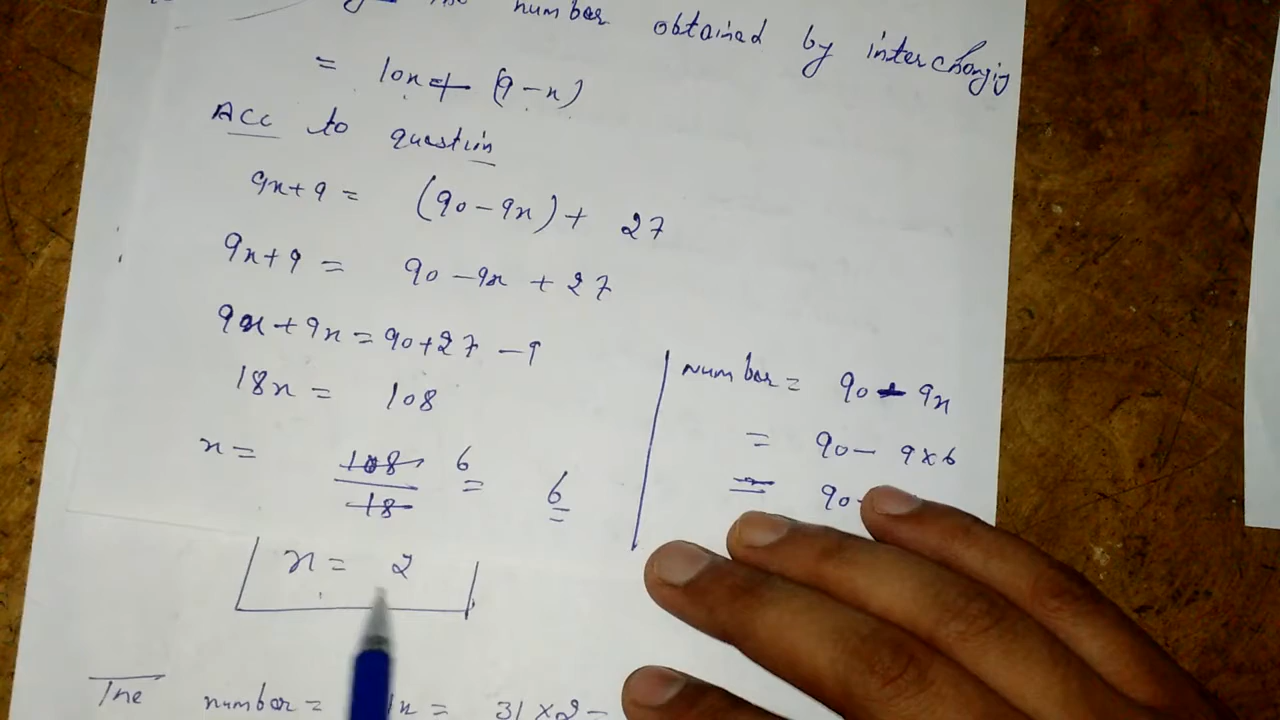 number obtained by interchanging
= 10x + (9-x)
Acc to question
9x+9 = (90-9x)+ 27
9x+9 = 90-9x+27
9x+9x=90+27-9
18x = 108
x= 108 6
18 = 6
x= 2
number= 90-9x
= 90- 9×6
= 90-
The number= 31×2=